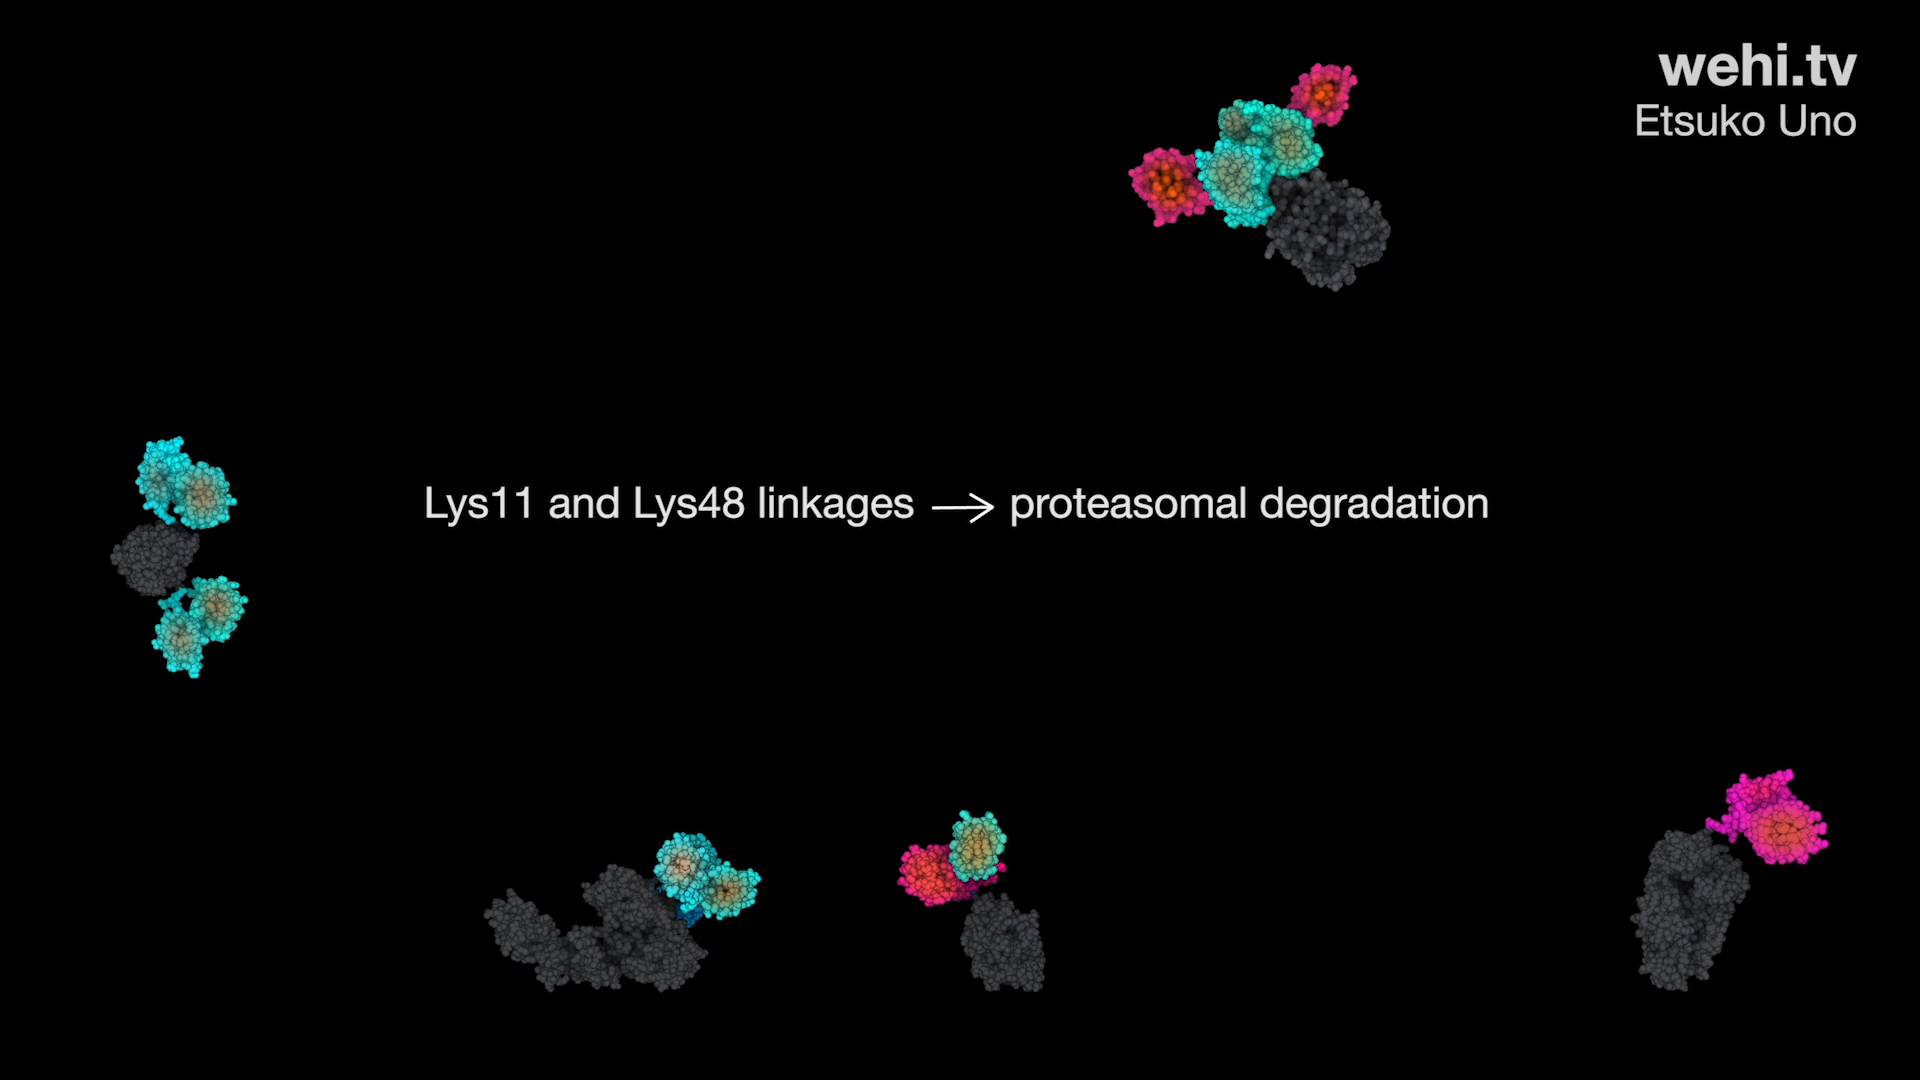 wehi.tv
Etsuko Uno
Lys11 and Lys48 linkages → proteasomal degradation